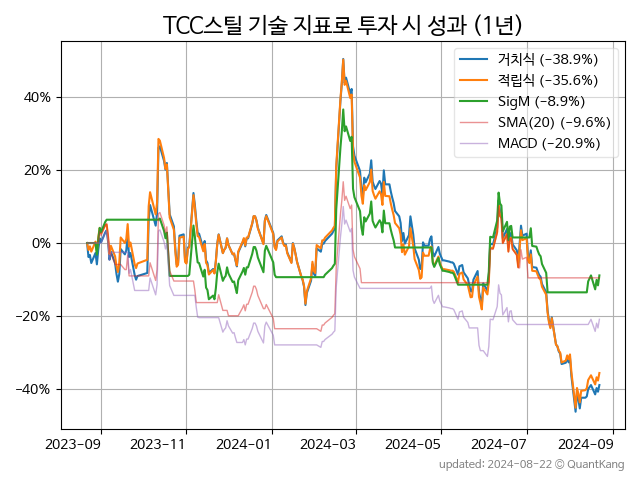 TCC스틸 기술 지표로 투자 시 성과 (1년)
거치식 (-38.9%)
적립식 (-35.6%)
SigM (-8.9%)
SMA(20) (-9.6%)
MACD (-20.9%)
40%
20%
0%
-20%
-40%
2023-09 2023-11 2024-01 2024-03 2024-05 2024-07 2024-09
updated: 2024-08-22 © QuantKang